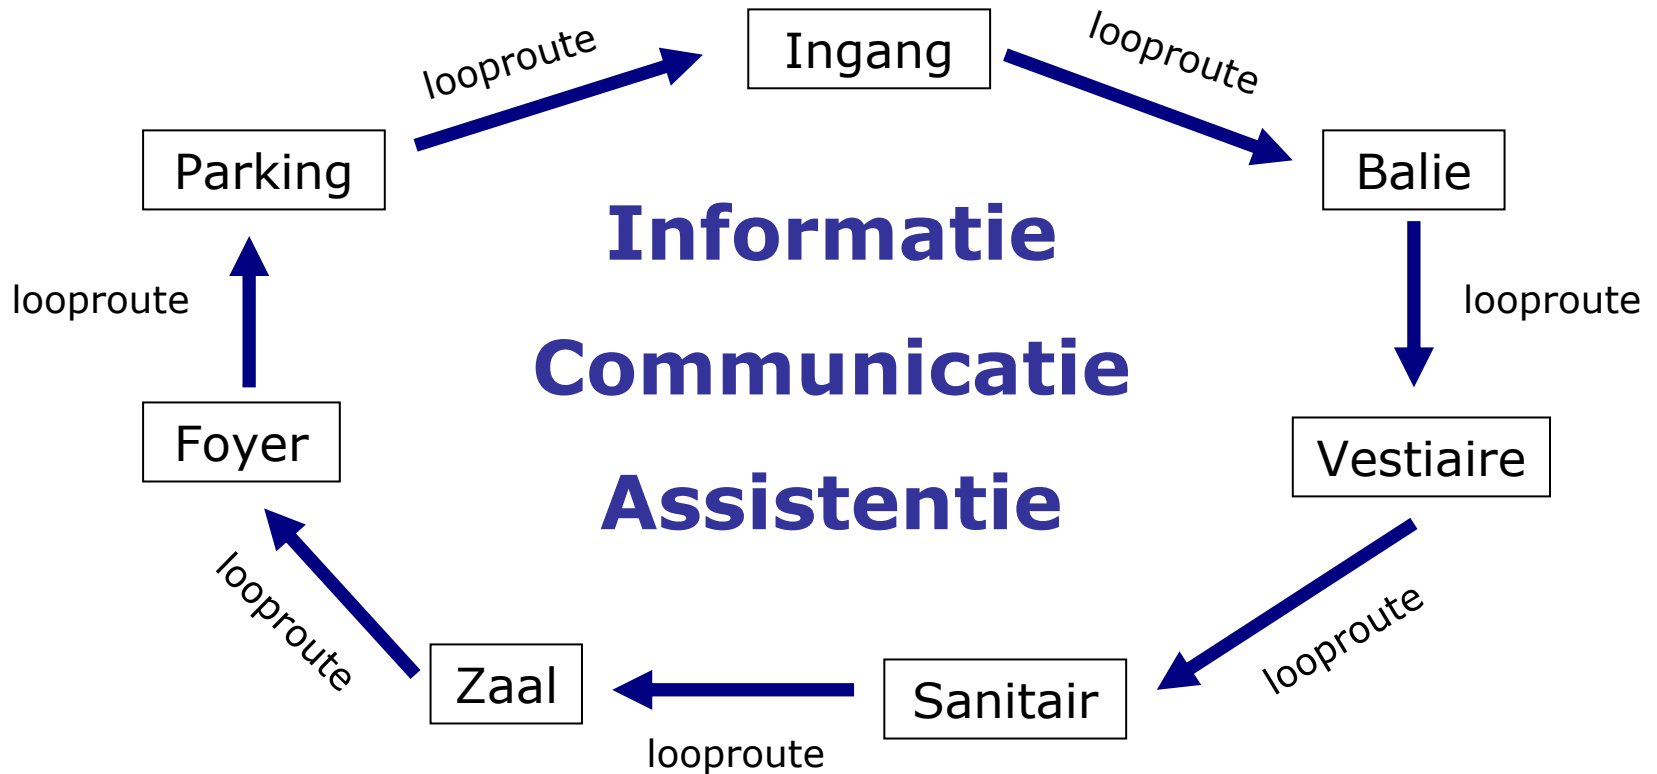 looproute
Ingang
looproute
Parking
Balie
Informatie
looproute
looproute
Communicatie
Foyer
Vestiaire
Assistentie
looproute
looproute
Zaal
Sanitair
looproute